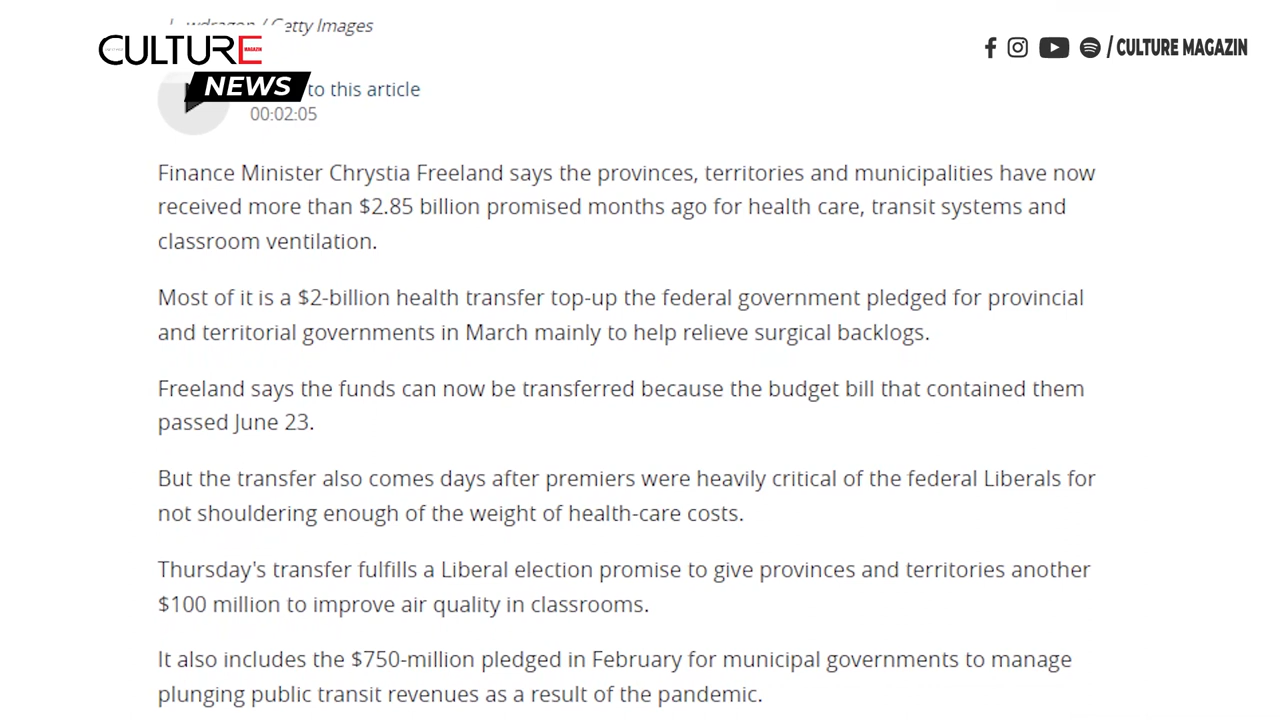 / Getty Images
CULTURE MAGAZIN
NEWS
/ CULTURE MAGAZIN
to this article
00:02:05
Finance Minister Chrystia Freeland says the provinces, territories and municipalities have now
received more than $2.85 billion promised months ago for health care, transit systems and
classroom ventilation.
Most of it is a $2-billion health transfer top-up the federal government pledged for provincial
and territorial governments in March mainly to help relieve surgical backlogs.
Freeland says the funds can now be transferred because the budget bill that contained them
passed June 23.
But the transfer also comes days after premiers were heavily critical of the federal Liberals for
not shouldering enough of the weight of health-care costs.
Thursday's transfer fulfills a Liberal election promise to give provinces and territories another
$100 million to improve air quality in classrooms.
It also includes the $750-million pledged in February for municipal governments to manage
plunging public transit revenues as a result of the pandemic.